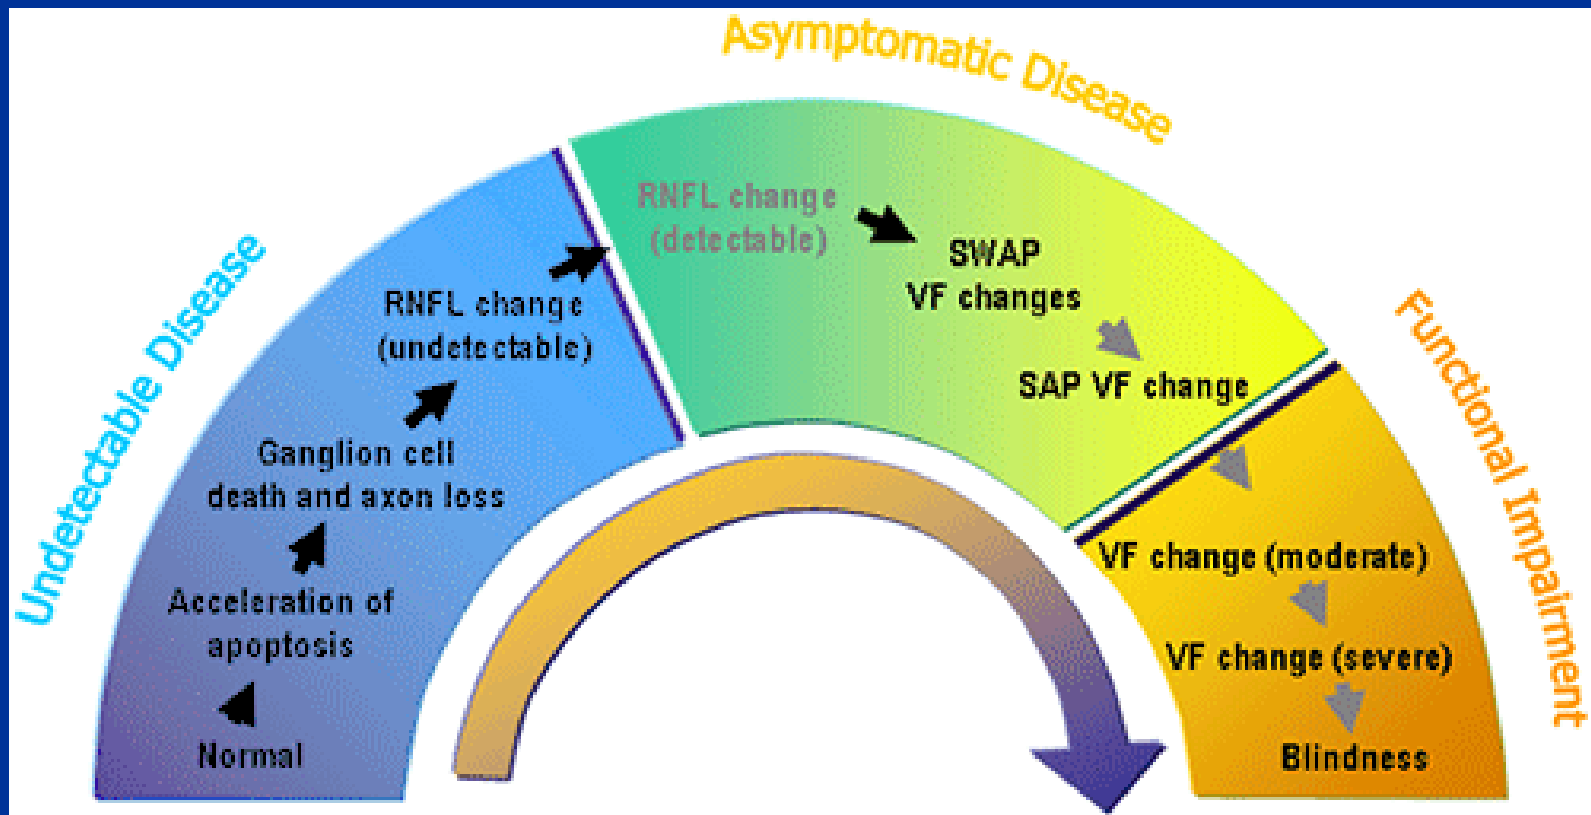 Asymptomatic Disease
Undetectable Disease
Functional Impairment
RNFL change
(detectable)
SWAP
VF changes
SAP VF change
RNFL change
(undetectable)
Ganglion cell
death and axon loss
Acceleration of
apoptosis
Normal
VF change (moderate)
VF change (severe)
Blindness